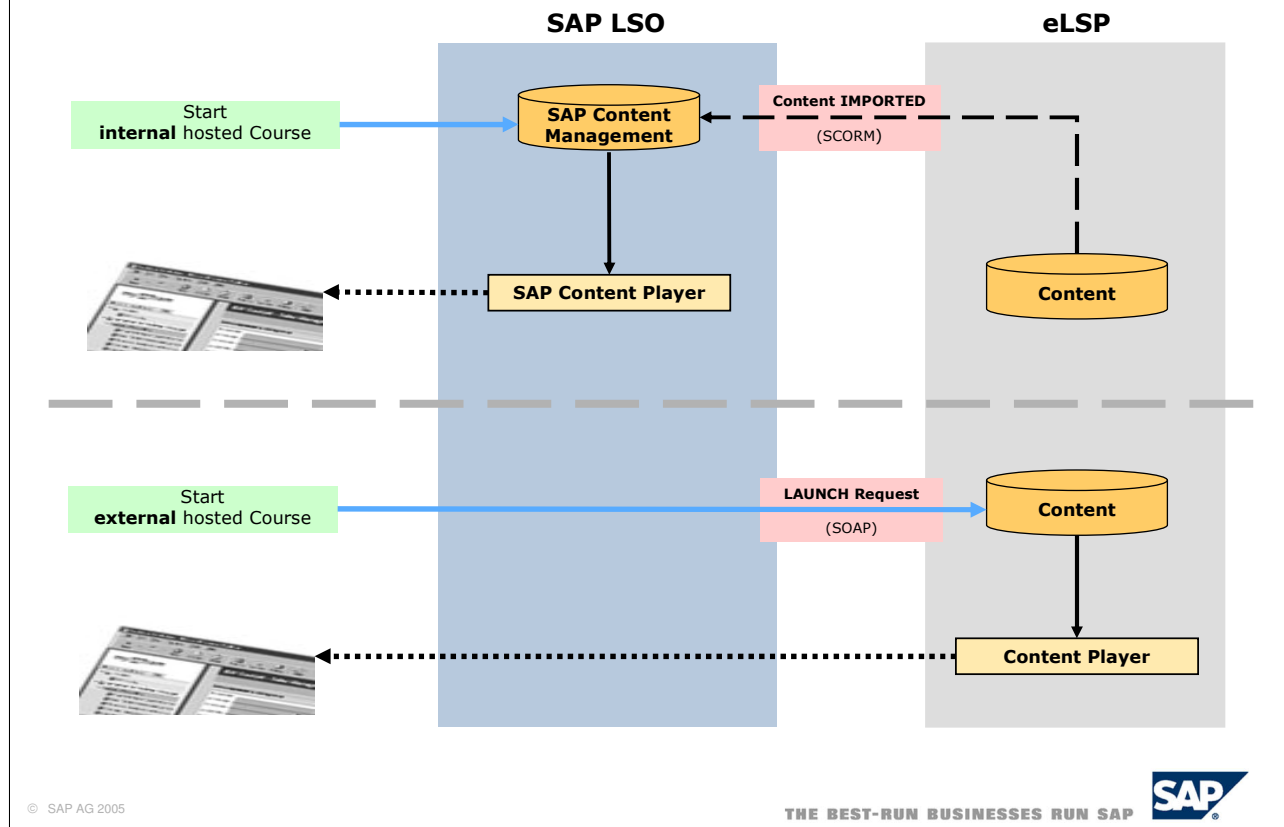 SAP LSO
eLSP
Start
internal hosted Course
SAP Content
Management
Content IMPORTED
(SCORM)
SAP Content Player
Content
Start
external hosted Course
LAUNCH Request
(SOAP)
Content
Content Player
© SAP AG 2005
THE BEST-RUN BUSINESSES RUN SAP
SAP
®